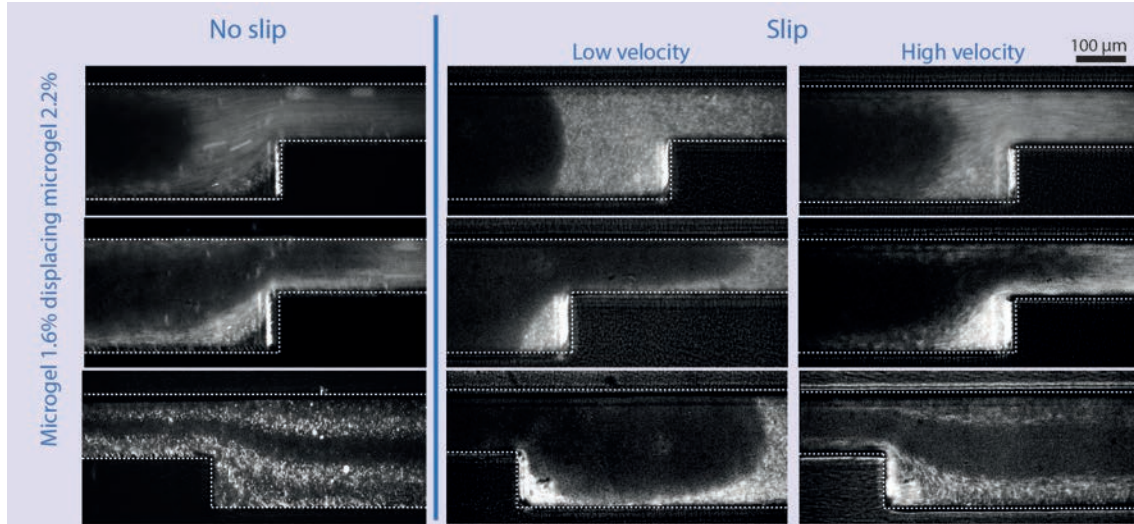 No slip
Slip
Low velocity
High velocity
100 µm
Microgel 1.6% displacing microgel 2.2%